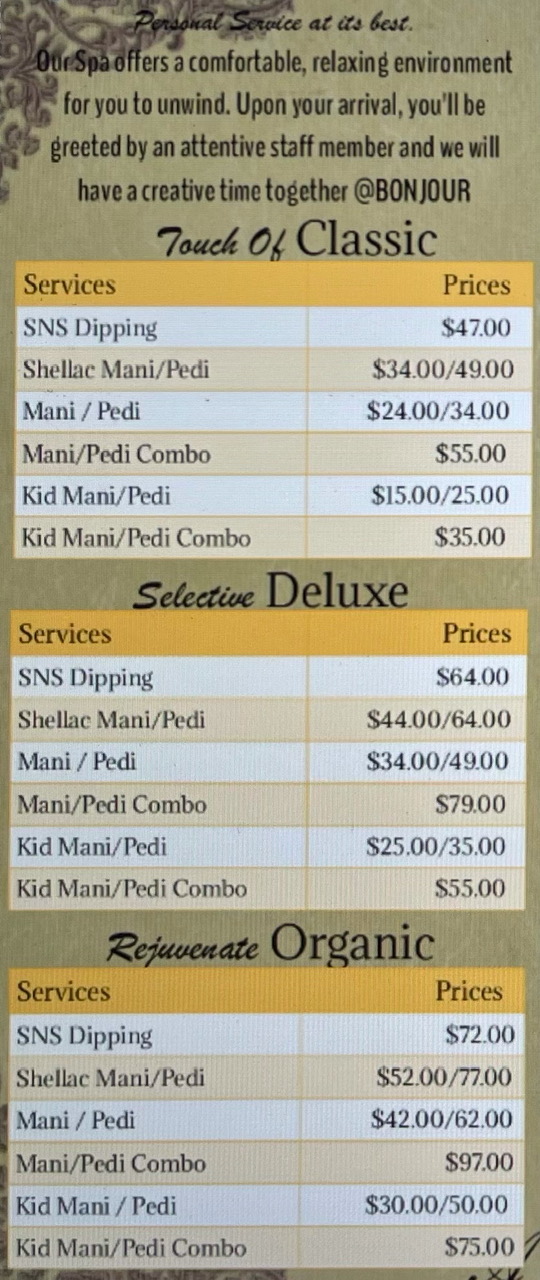 Personal Service at its best.
Our Spa offers a comfortable, relaxing environment
for you to unwind. Upon your arrival, you'll be
greeted by an attentive staff member and we will
have a creative time together @BONJOUR
Touch Of Classic
Services Prices
SNS Dipping $47.00
Shellac Mani/Pedi $34.00/49.00
Mani / Pedi $24.00/34.00
Mani/Pedi Combo $55.00
Kid Mani/Pedi $15.00/25.00
Kid Mani/Pedi Combo $35.00
Selective Deluxe
Services Prices
SNS Dipping $64.00
Shellac Mani/Pedi $44.00/64.00
Mani / Pedi $34.00/49.00
Mani/Pedi Combo $79.00
Kid Mani/Pedi $25.00/35.00
Kid Mani/Pedi Combo $55.00
Rejuvenate Organic
Services Prices
SNS Dipping $72.00
Shellac Mani/Pedi $52.00/77.00
Mani / Pedi $42.00/62.00
Mani/Pedi Combo $97.00
Kid Mani / Pedi $30.00/50.00
Kid Mani/Pedi Combo $75.00